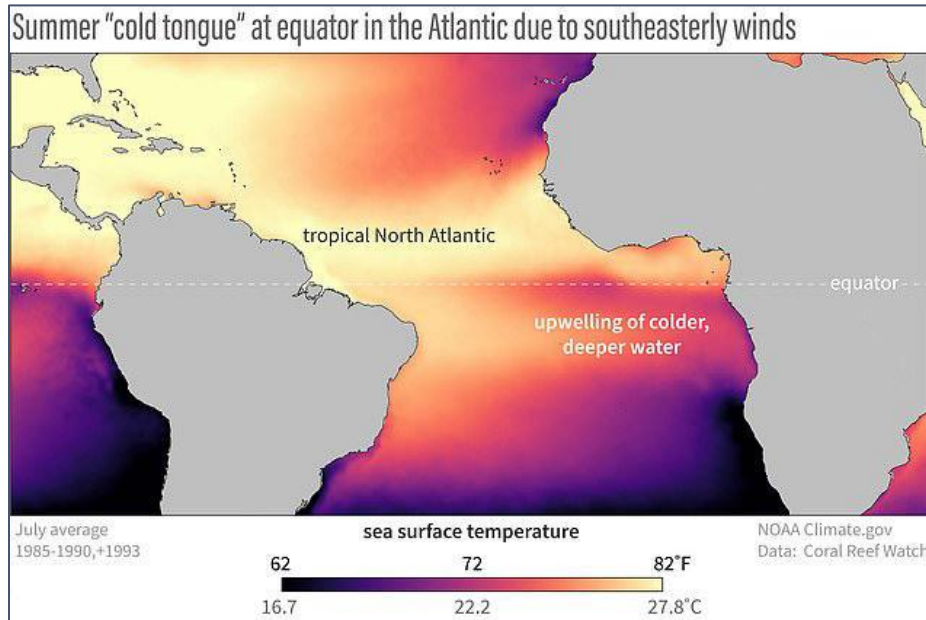 Summer “cold tongue” at equator in the Atlantic due to southeasterly winds
tropical North Atlantic
equator
upwelling of colder,
deeper water
July average
1985-1990,+1993
sea surface temperature
NOAA Climate.gov
Data: Coral Reef Watch
62 72 82°F
16.7 22.2 27.8°C